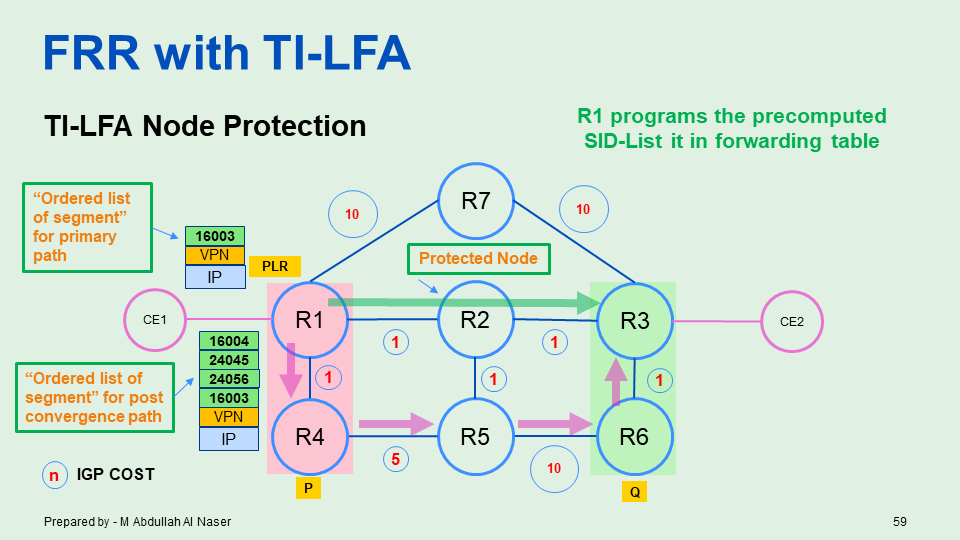 FRR with TI-LFA
TI-LFA Node Protection
R1 programs the precomputed
SID-List it in forwarding table
“Ordered list
of segment”
for primary
path
16003
VPN
IP
PLR
10
R7
10
Protected Node
CE1
R1
R2
R3
CE2
1
1
16004
24045
24056
16003
VPN
IP
“Ordered list of
segment” for post
convergence path
1
1
1
R4
R5
R6
5
10
P
Q
n
IGP COST
Prepared by - M Abdullah Al Naser
59